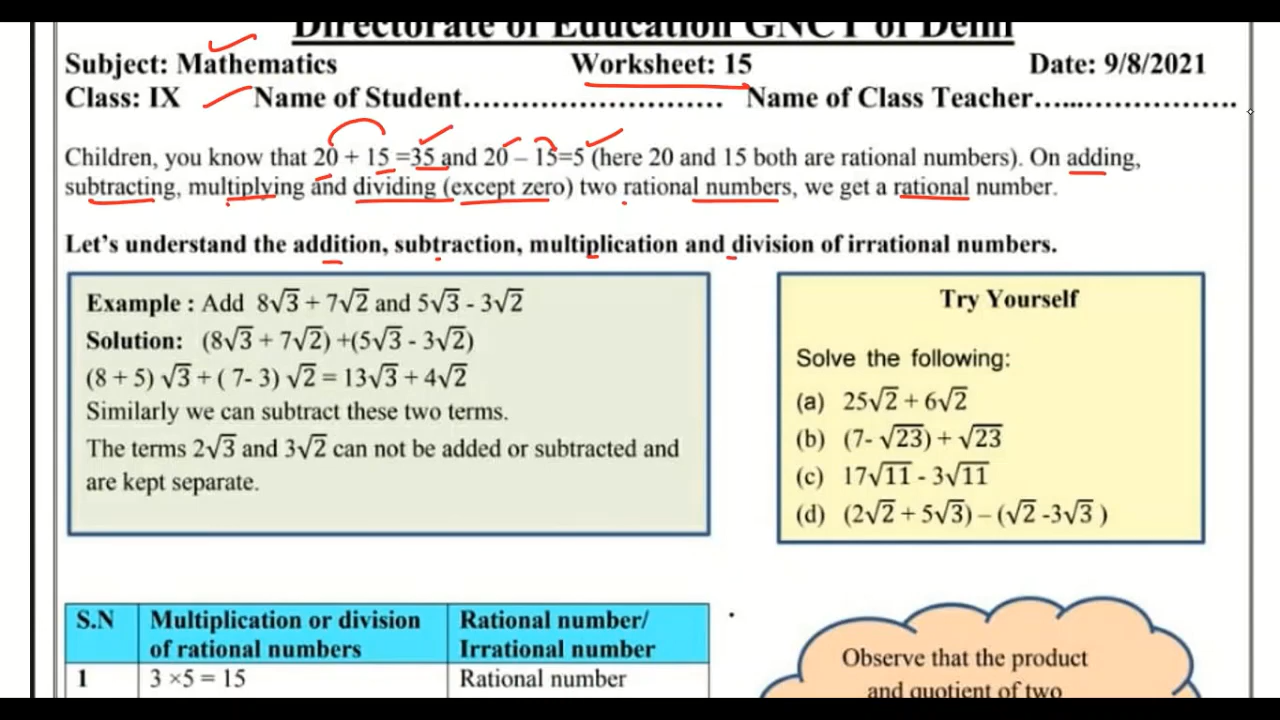 Directorate of Education GNCT of Delhi
Subject: Mathematics Worksheet: 15 Date: 9/8/2021
Class: IX Name of Student……………………… Name of Class Teacher…...……………….
Children, you know that 20 + 15 =35 and 20 – 15=5 (here 20 and 15 both are rational numbers). On adding,
subtracting, multiplying and dividing (except zero) two rational numbers, we get a rational number.
Let’s understand the addition, subtraction, multiplication and division of irrational numbers.
Example : Add 8√3 + 7√2 and 5√3 - 3√2
Solution: (8√3 + 7√2) +(5√3 - 3√2)
(8 + 5) √3 + ( 7- 3) √2 = 13√3 + 4√2
Similarly we can subtract these two terms.
The terms 2√3 and 3√2 can not be added or subtracted and
are kept separate.
Try Yourself
Solve the following:
(a) 25√2 + 6√2
(b) (7- √23) + √23
(c) 17√11 - 3√11
(d) (2√2 + 5√3) – (√2 -3√3 )
S.N Multiplication or division of rational numbers Rational number/ Irrational number
1 3 ×5 = 15 Rational number
Observe that the product
and quotient of two